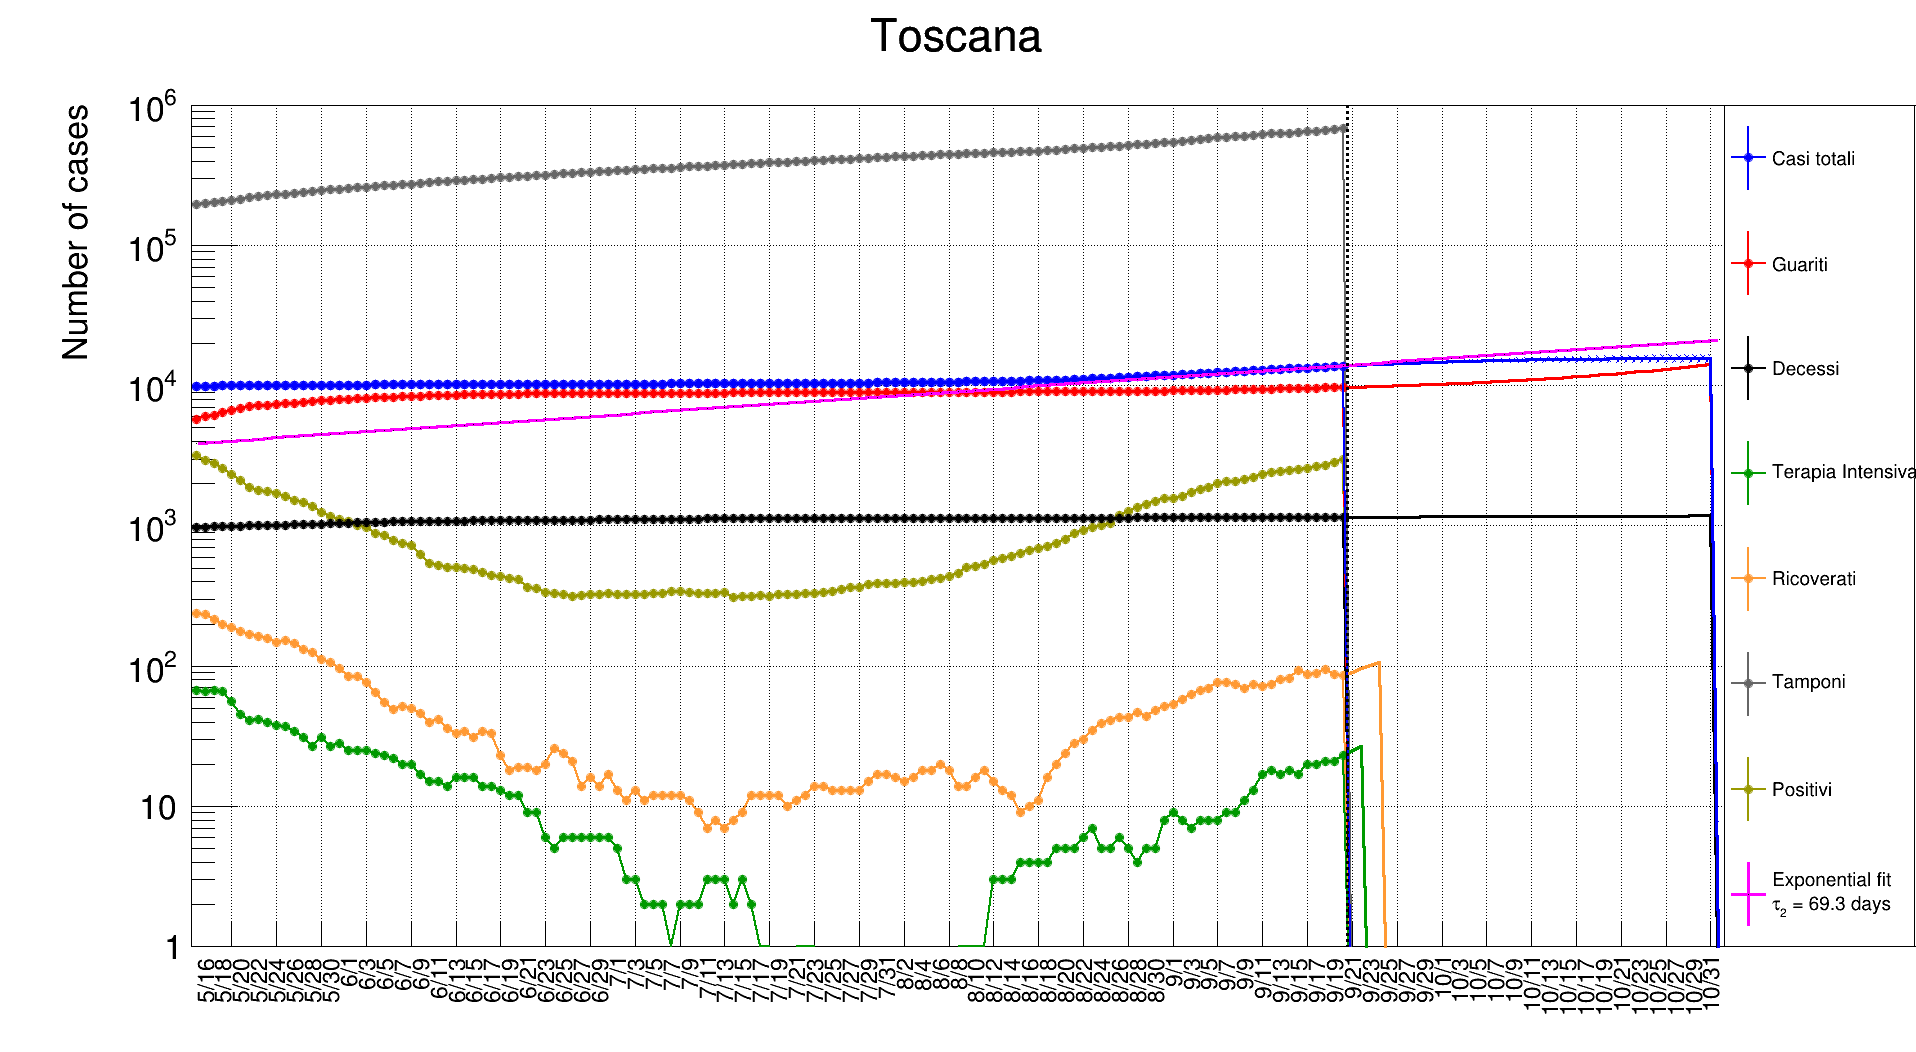 Toscana
Number of cases
10^6
10^5
10^4
10^3
10^2
10
1
5/16 5/18 5/20 5/22 5/24 5/26 5/28 5/30 6/1 6/3 6/5 6/7 6/9 6/11 6/13 6/15 6/17 6/19 6/21 6/23 6/25 6/27 6/29 7/1 7/3 7/5 7/7 7/9 7/11 7/13 7/15 7/17 7/19 7/21 7/23 7/25 7/27 7/29 7/31 8/2 8/4 8/6 8/8 8/10 8/12 8/14 8/16 8/18 8/20 8/22 8/24 8/26 8/28 8/30 9/1 9/3 9/5 9/7 9/9 9/11 9/13 9/15 9/17 9/19 9/21 9/23 9/25 9/27 9/29 10/1 10/3 10/5 10/7 10/9 10/11 10/13 10/15 10/17 10/19 10/21 10/23 10/25 10/27 10/29 10/31
Casi totali
Guariti
Decessi
Terapia Intensiva
Ricoverati
Tamponi
Positivi
Exponential fit
τ₂ = 69.3 days